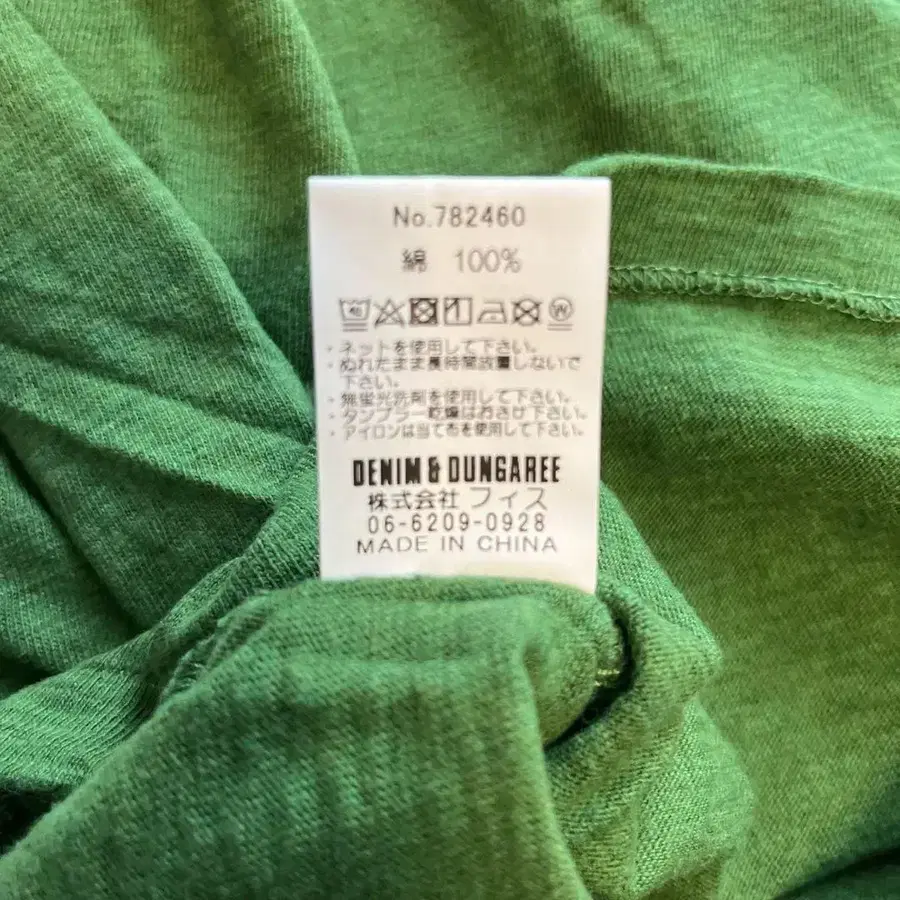 No.782460
綿 100%
・ネットを使用して下さい。
・ぬれたまま長時間放置しないで
下さい。
・無蛍光洗剤を使用して下さい。
・タンブラー乾燥はおさけ下さい。
・アイロンは当て布を使用して下さい。
DENIM & DUNGAREE
株式会社 フィス
06-6209-0928
MADE IN CHINA